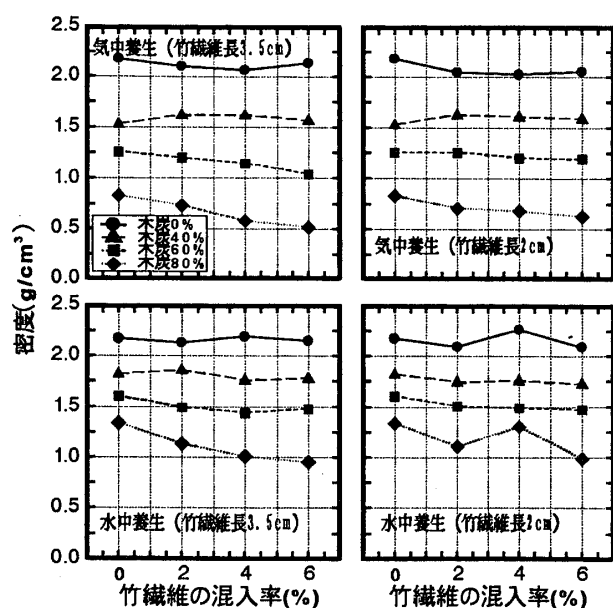 密度(g/cm³)
2.5
2.0
1.5
1.0
0.5
0.0
気中養生 (竹繊維長3.5cm)
木炭0%
木炭40%
木炭60%
木炭80%
気中養生 (竹繊維長2cm)
2.5
2.0
1.5
1.0
0.5
0.0
水中養生 (竹繊維長3.5cm)
水中養生 (竹繊維長2cm)
0 2 4 6
0 2 4 6
竹繊維の混入率(%)
竹繊維の混入率(%)